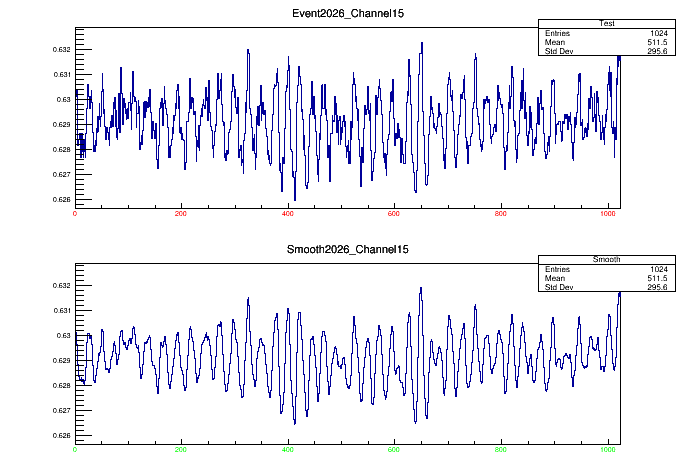 Event2026_Channel15
Test
Entries 1024
Mean 511.5
Std Dev 295.6
0.632
0.631
0.63
0.629
0.628
0.627
0.626
0 200 400 600 800 1000
Smooth2026_Channel15
Smooth
Entries 1024
Mean 511.5
Std Dev 295.6
0.632
0.631
0.63
0.629
0.628
0.627
0.626
0 200 400 600 800 1000